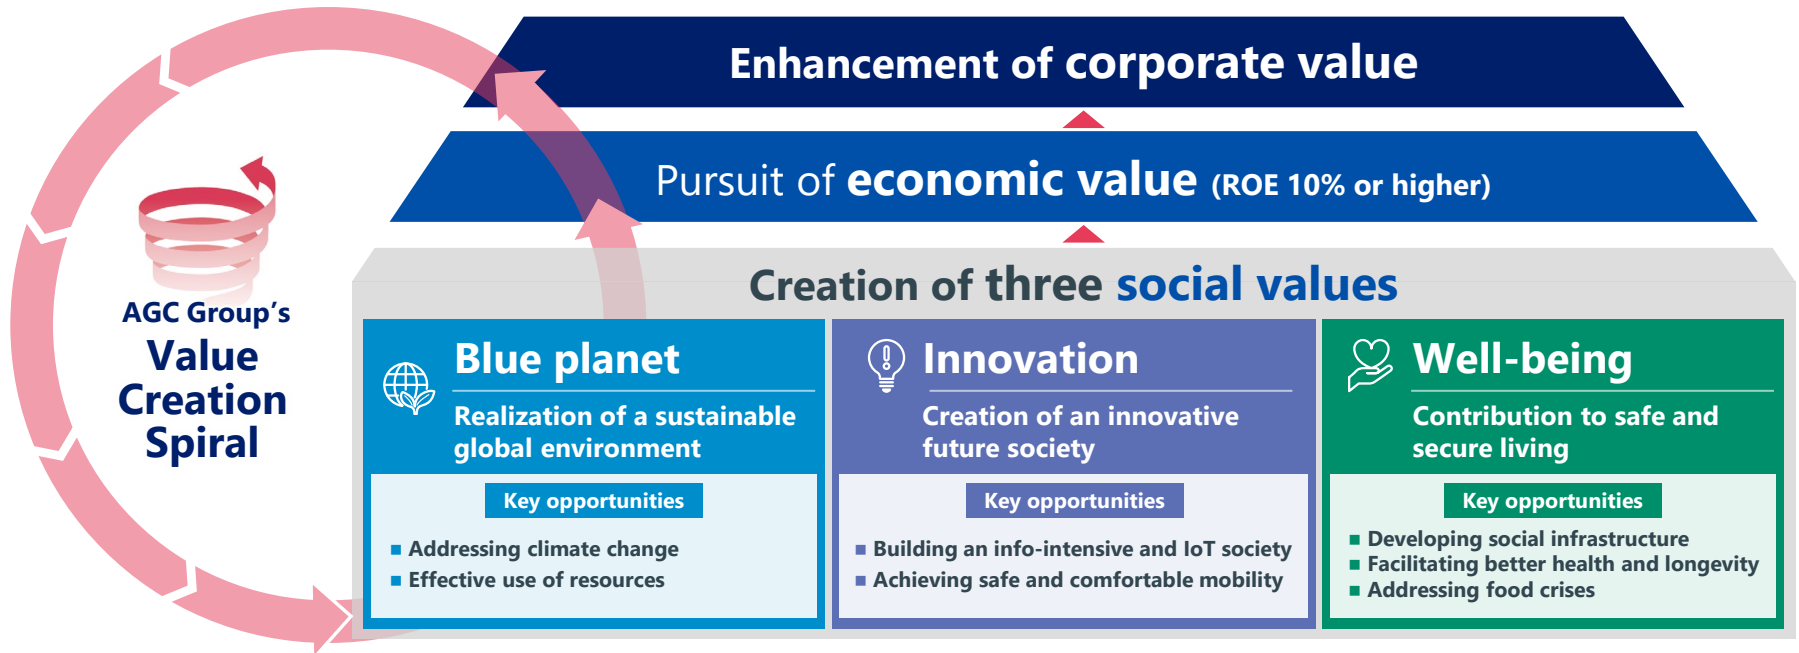 Enhancement of corporate value
Pursuit of economic value (ROE 10% or higher)
Creation of three social values
AGC Group’s
Value
Creation
Spiral
Blue planet
Realization of a sustainable
global environment
Key opportunities
■ Addressing climate change
■ Effective use of resources
Innovation
Creation of an innovative
future society
Key opportunities
■ Building an info-intensive and IoT society
■ Achieving safe and comfortable mobility
Well-being
Contribution to safe and
secure living
Key opportunities
■ Developing social infrastructure
■ Facilitating better health and longevity
■ Addressing food crises